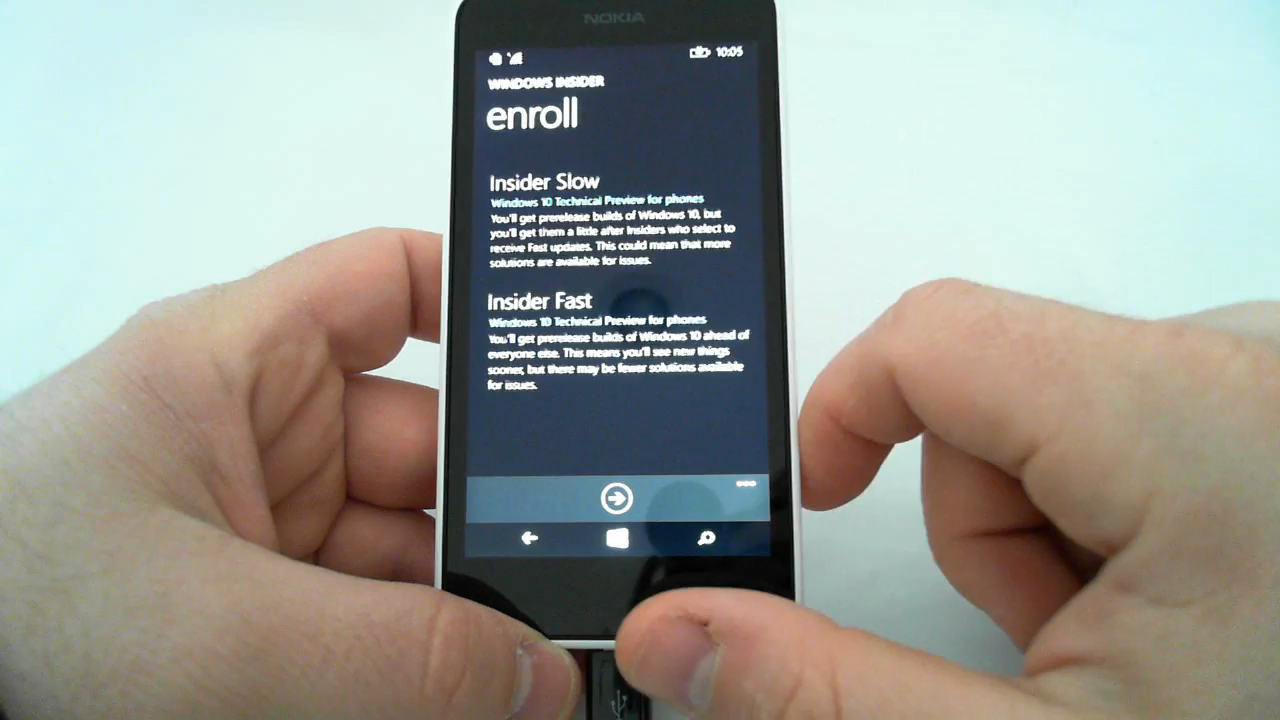 NOKIA
10:05
WINDOWS INSIDER
enroll
Insider Slow
Windows 10 Technical Preview for phones
You'll get prerelease builds of Windows 10, but
you'll get them a little after Insiders who select to
receive Fast updates. This could mean that more
solutions are available for issues.
Insider Fast
Windows 10 Technical Preview for phones
You'll get prerelease builds of Windows 10 ahead of
everyone else. This means you'll see new things
sooner, but there may be fewer solutions available
for issues.